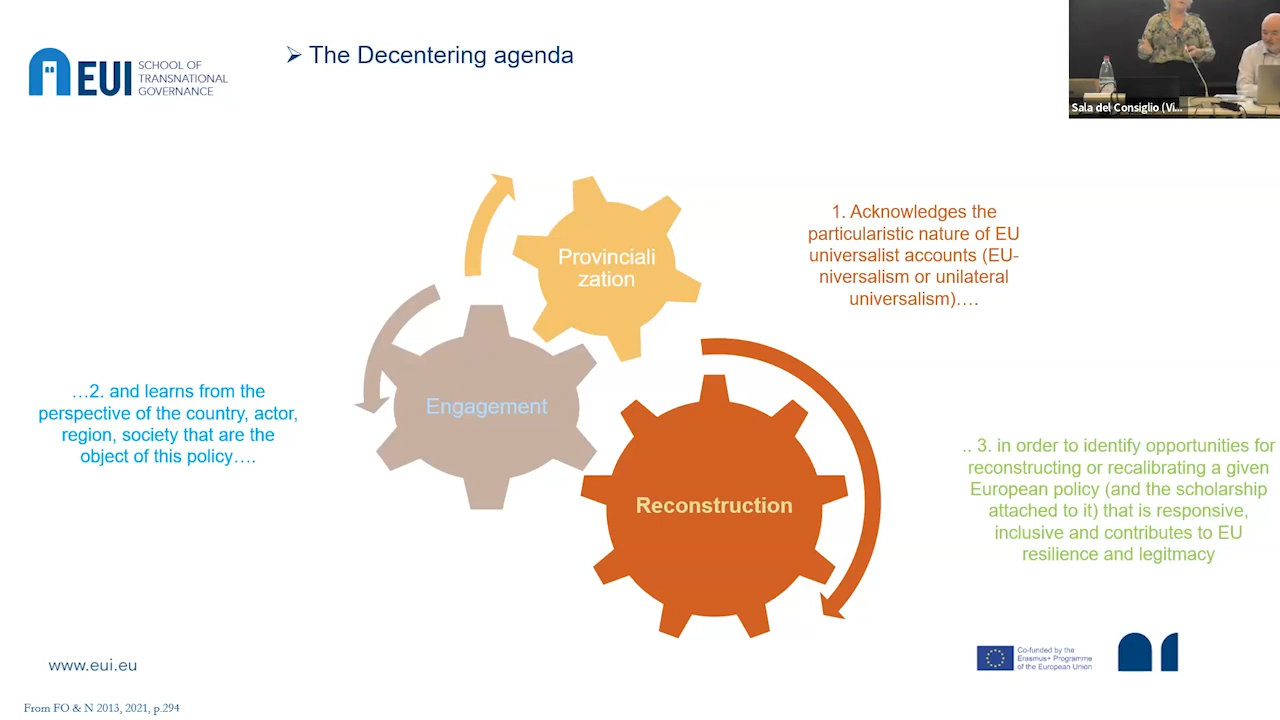 EUI
SCHOOL OF
TRANSNATIONAL
GOVERNANCE
➢ The Decentering agenda
Sala del Consiglio (Vi...
Provinciali
zation
1. Acknowledges the
particularistic nature of EU
universalist accounts (EU-
niversalism or unilateral
universalism)….
Engagement
…2. and learns from the
perspective of the country, actor,
region, society that are the
object of this policy….
Reconstruction
.. 3. in order to identify opportunities for
reconstructing or recalibrating a given
European policy (and the scholarship
attached to it) that is responsive,
inclusive and contributes to EU
resilience and legitmacy
www.eui.eu
Co-funded by the
Erasmus+ Programme
of the European Union
From FO & N 2013, 2021, p.294